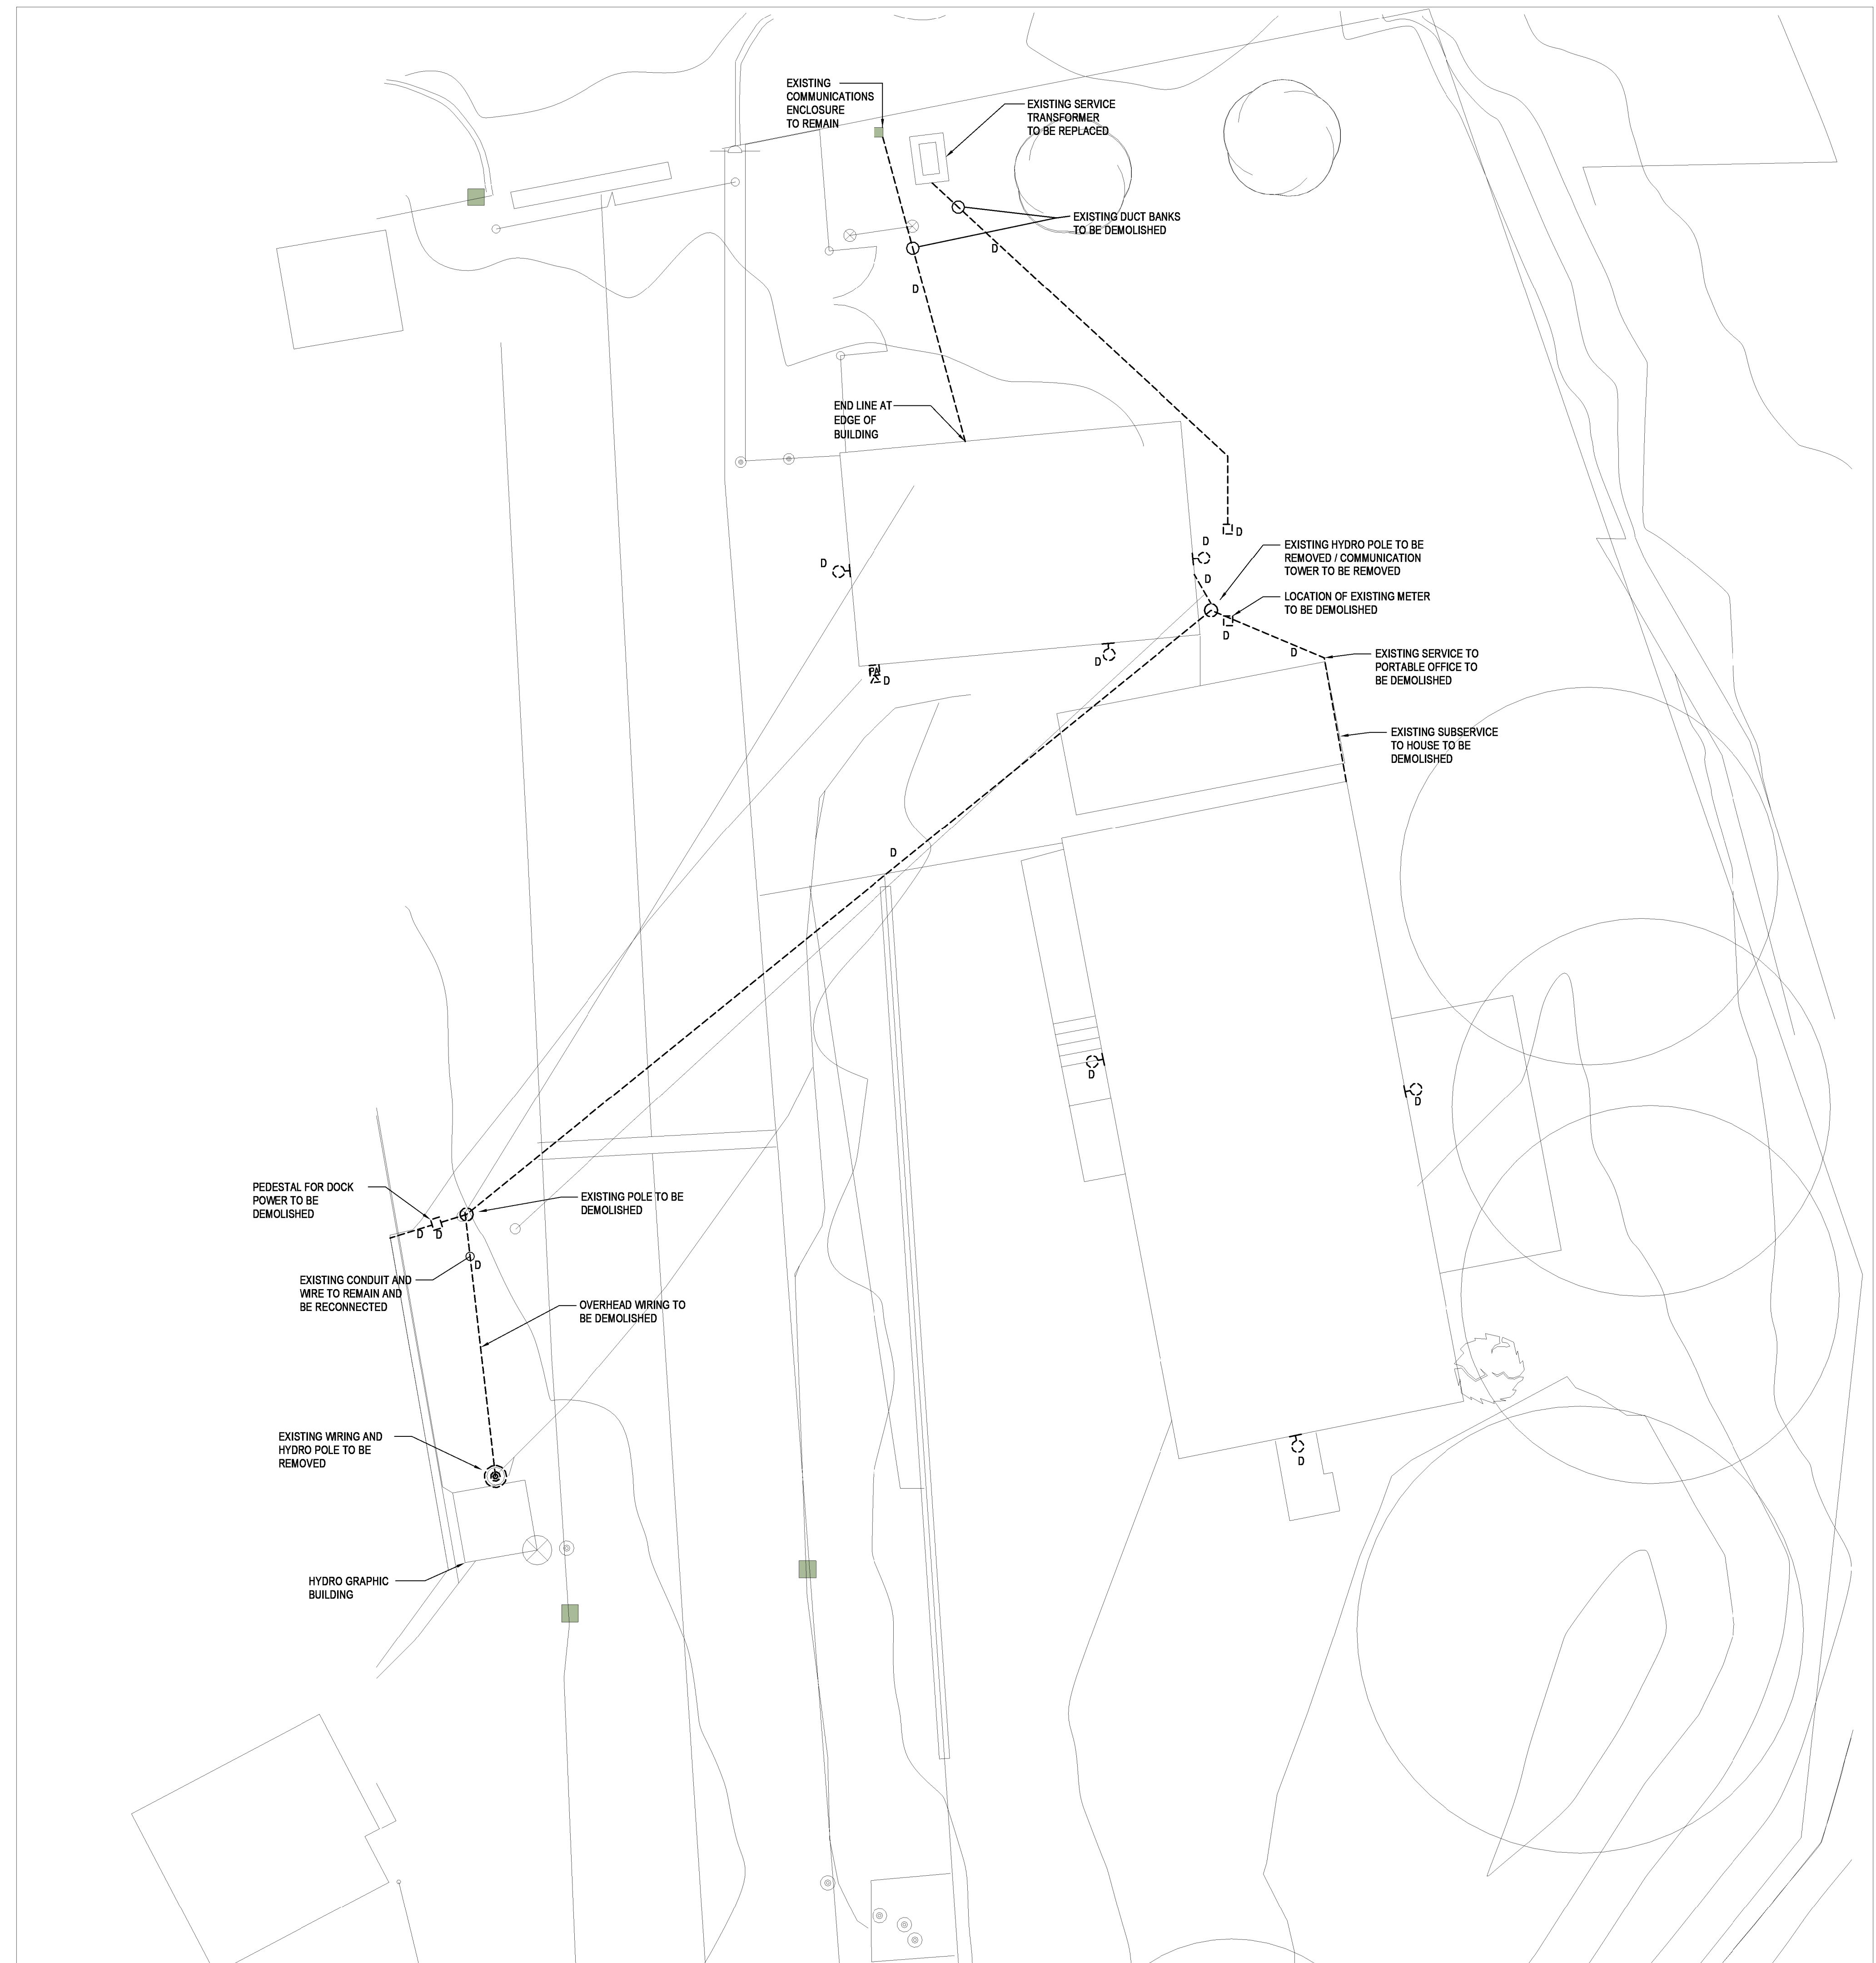 EXISTING
COMMUNICATIONS
ENCLOSURE
TO REMAIN
EXISTING SERVICE
TRANSFORMER
TO BE REPLACED
EXISTING DUCT BANKS
TO BE DEMOLISHED
D
D
END LINE AT
EDGE OF
BUILDING
D
D
D
D
EXISTING HYDRO POLE TO BE
REMOVED / COMMUNICATION
TOWER TO BE REMOVED
LOCATION OF EXISTING METER
TO BE DEMOLISHED
D
D
D
PA
D
EXISTING SERVICE TO
PORTABLE OFFICE TO
BE DEMOLISHED
EXISTING SUBSERVICE
TO HOUSE TO BE
DEMOLISHED
D
D
D
PEDESTAL FOR DOCK
POWER TO BE
DEMOLISHED
EXISTING POLE TO BE
DEMOLISHED
D
D
D
EXISTING CONDUIT AND
WIRE TO REMAIN AND
BE RECONNECTED
OVERHEAD WIRING TO
BE DEMOLISHED
EXISTING WIRING AND
HYDRO POLE TO BE
REMOVED
D
HYDRO GRAPHIC
BUILDING